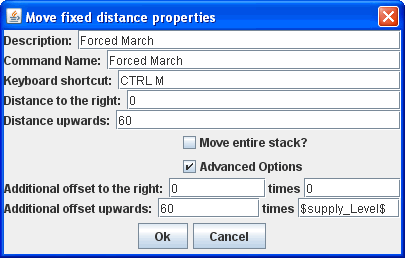 Move fixed distance properties
Description: Forced March
Command Name: Forced March
Keyboard shortcut: CTRL M
Distance to the right: 0
Distance upwards: 60
Move entire stack?
Advanced Options
Additional offset to the right: 0 times 0
Additional offset upwards: 60 times $supply_Level$
Ok Cancel